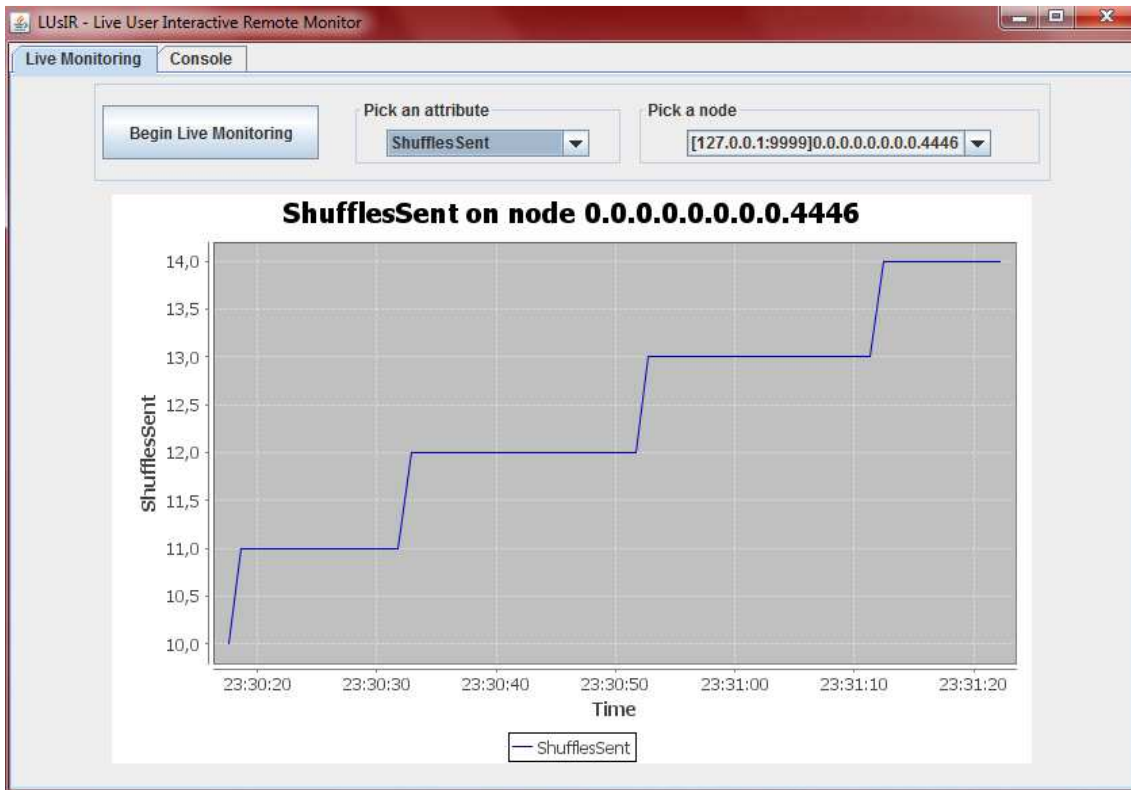 LUsIR - Live User Interactive Remote Monitor
Live Monitoring Console
Begin Live Monitoring
Pick an attribute
ShufflesSent
Pick a node
[127.0.0.1:9999]0.0.0.0.0.0.0.0.4446
ShufflesSent on node 0.0.0.0.0.0.0.0.4446
ShufflesSent
14,0
13,5
13,0
12,5
12,0
11,5
11,0
10,5
10,0
23:30:20 23:30:30 23:30:40 23:30:50 23:31:00 23:31:10 23:31:20
Time
ShufflesSent